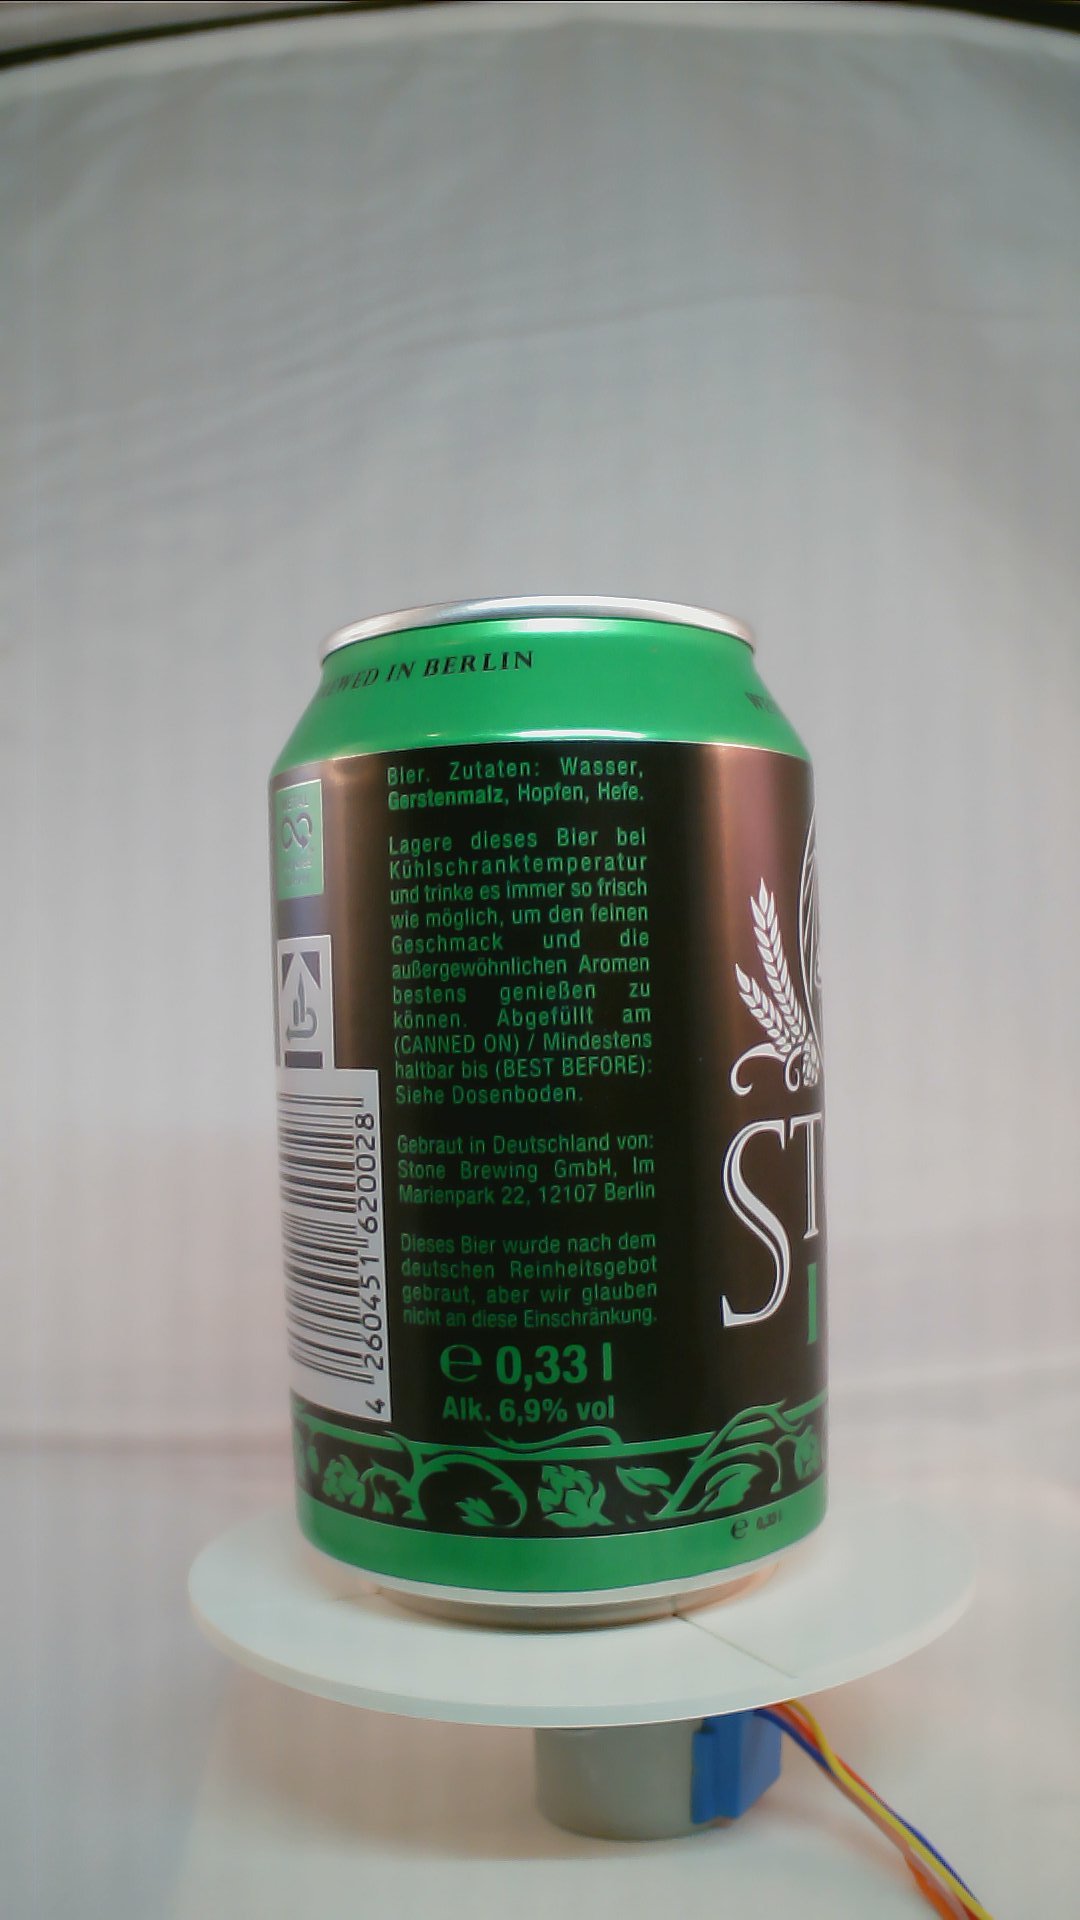 IN BERLIN
Bier. Zutaten: Wasser,
Gerstenmalz, Hopfen, Hefe.
Lagere dieses Bier bei
Kühlschranktemperatur
und trinke es immer so frisch
wie möglich, um den feinen
Geschmack und die
außergewöhnlichen Aromen
bestens genießen zu
können. Abgefüllt am
(CANNED ON) / Mindestens
haltbar bis (BEST BEFORE):
Siehe Dosenboden.
Gebraut in Deutschland von:
Stone Brewing GmbH, Im
Marienpark 22, 12107 Berlin
Dieses Bier wurde nach dem
deutschen Reinheitsgebot
gebraut, aber wir glauben
nicht an diese Einschränkung.
℮ 0,33 l
Alk. 6,9% vol
4 260451 620028
ST
I
℮ 0,33 l